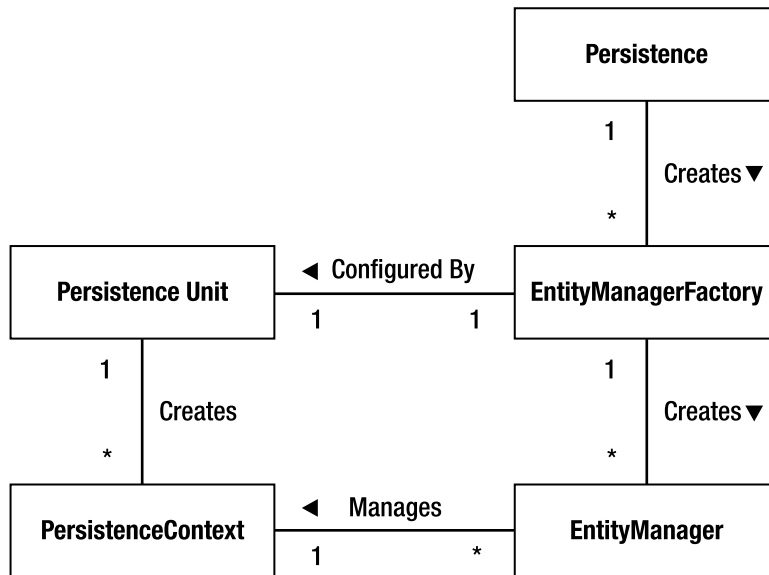 Persistence
1
Creates ▼
*
◀ Configured By
Persistence Unit
EntityManagerFactory
1
1
1
1
Creates
Creates ▼
*
*
◀ Manages
PersistenceContext
EntityManager
1
*